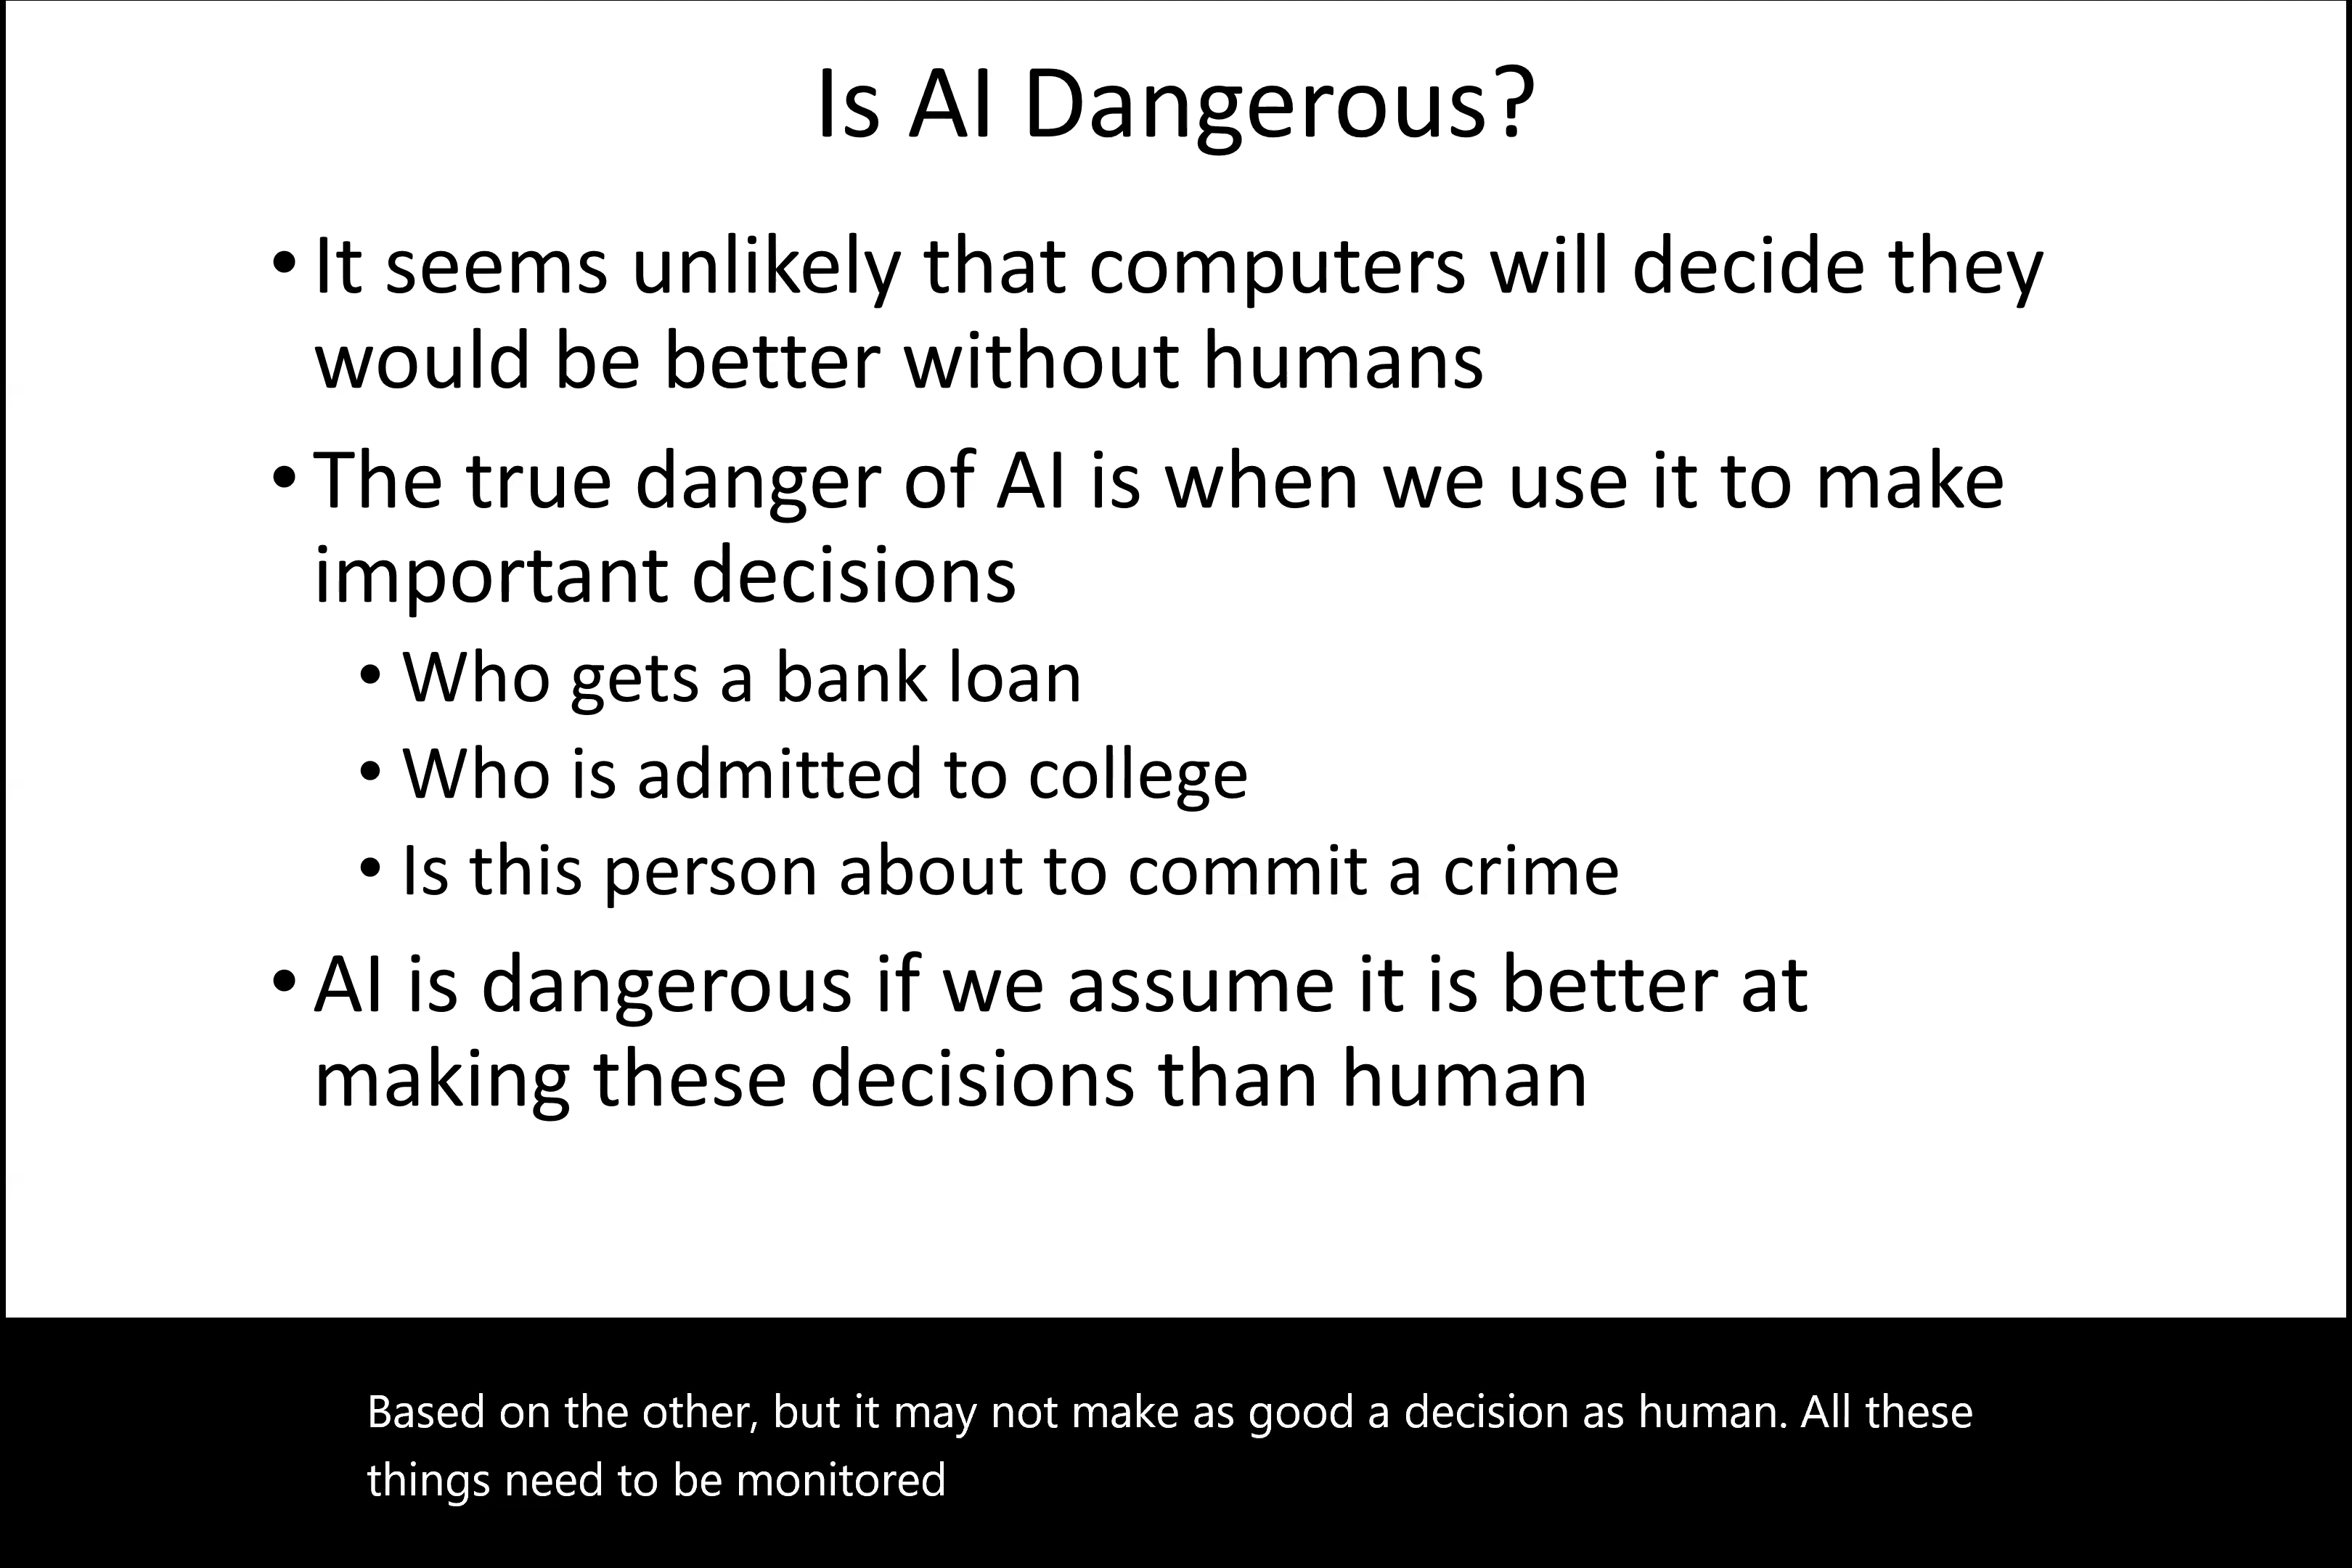 Is AI Dangerous?
• It seems unlikely that computers will decide they
would be better without humans
• The true danger of AI is when we use it to make
important decisions
• Who gets a bank loan
• Who is admitted to college
• Is this person about to commit a crime
• AI is dangerous if we assume it is better at
making these decisions than human
Based on the other, but it may not make as good a decision as human. All these
things need to be monitored